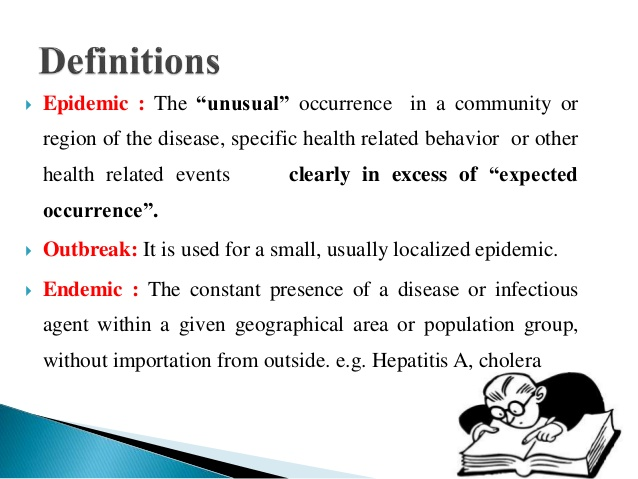 Definitions
Epidemic : The “unusual” occurrence in a community or
region of the disease, specific health related behavior or other
health related events clearly in excess of “expected
occurrence”.
Outbreak: It is used for a small, usually localized epidemic.
Endemic : The constant presence of a disease or infectious
agent within a given geographical area or population group,
without importation from outside. e.g. Hepatitis A, cholera